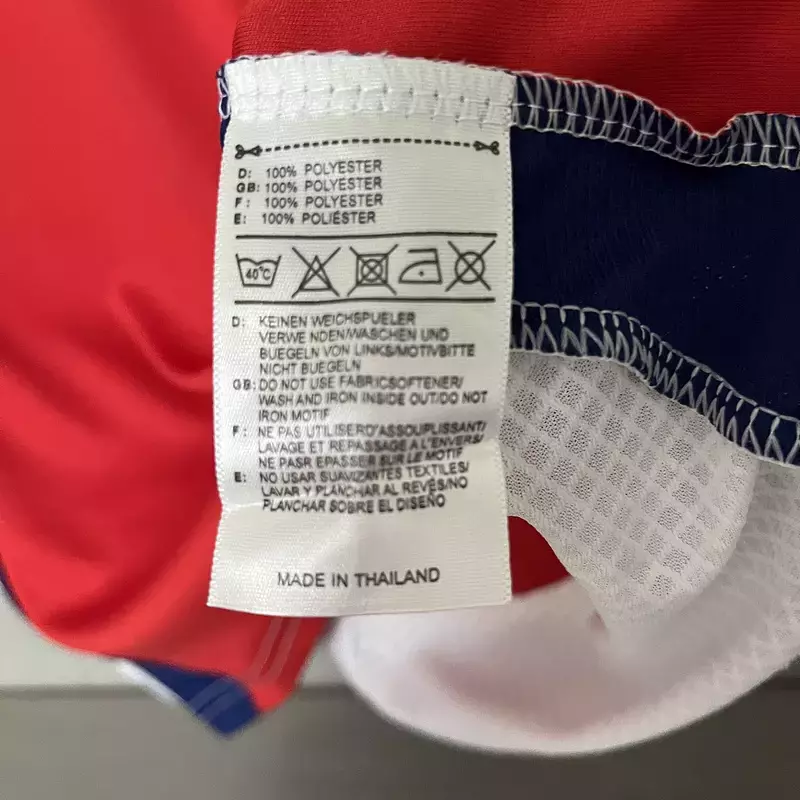 D: 100% POLYESTER
GB: 100% POLYESTER
F: 100% POLYESTER
E: 100% POLIÉSTER
40°C
D: KEINEN WEICHSPUELER
VERWE NDEN/WASCHEN UND
BUEGELN VON LINKS/MOTIVBITTE
NICHT BUEGELN
GB: DO NOT USE FABRICSOFTENER/
WASH AND IRON INSIDE OUT/DO NOT
IRON MOTIF
F: NE PAS UTILISERD'ASSOUPLISSANT/
LAVAGE ET REPASSAGE A L'ENVERS/
NE PASR EPASSER SUR LE MOTIF
E: NO USAR SUAVIZANTES TEXTILES/
LAVAR Y PLANCHAR AL REVÉS/NO
PLANCHAR SOBRE EL DISEÑO
MADE IN THAILAND